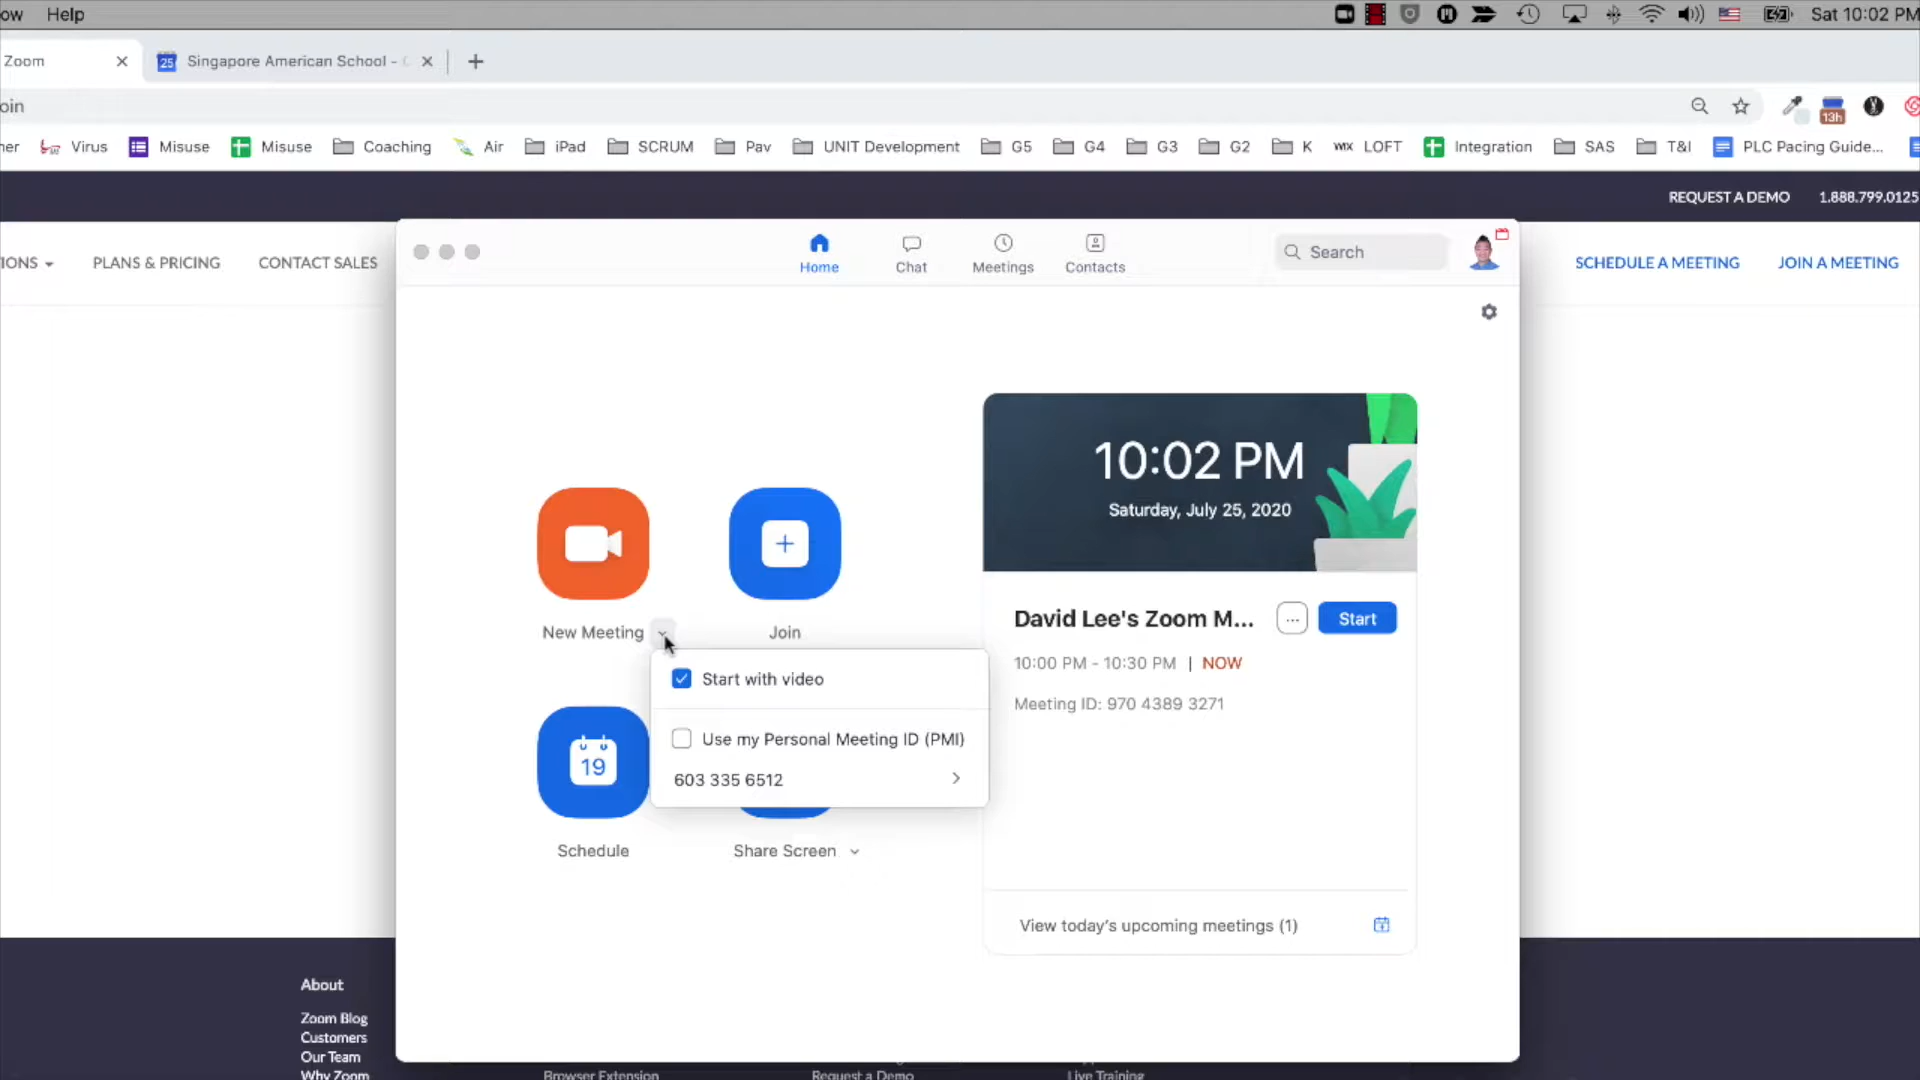 ow Help
Sat 10:02 PM
Zoom
25 Singapore American School -
oin
13h
her Virus Misuse Misuse Coaching Air iPad SCRUM Pav UNIT Development G5 G4 G3 G2 K WIX LOFT Integration SAS T&I PLC Pacing Guide...
REQUEST A DEMO 1.888.799.0125
IONS PLANS & PRICING CONTACT SALES
SCHEDULE A MEETING JOIN A MEETING
Home Chat Meetings Contacts
Search
10:02 PM
Saturday, July 25, 2020
New Meeting
Join
Start with video
Use my Personal Meeting ID (PMI)
603 335 6512
19
Schedule
Share Screen
David Lee's Zoom M...
... Start
10:00 PM - 10:30 PM | NOW
Meeting ID: 970 4389 3271
View today's upcoming meetings (1)
About
Zoom Blog
Customers
Our Team
Why Zoom
Browser Extension
Request a Demo
Live Training